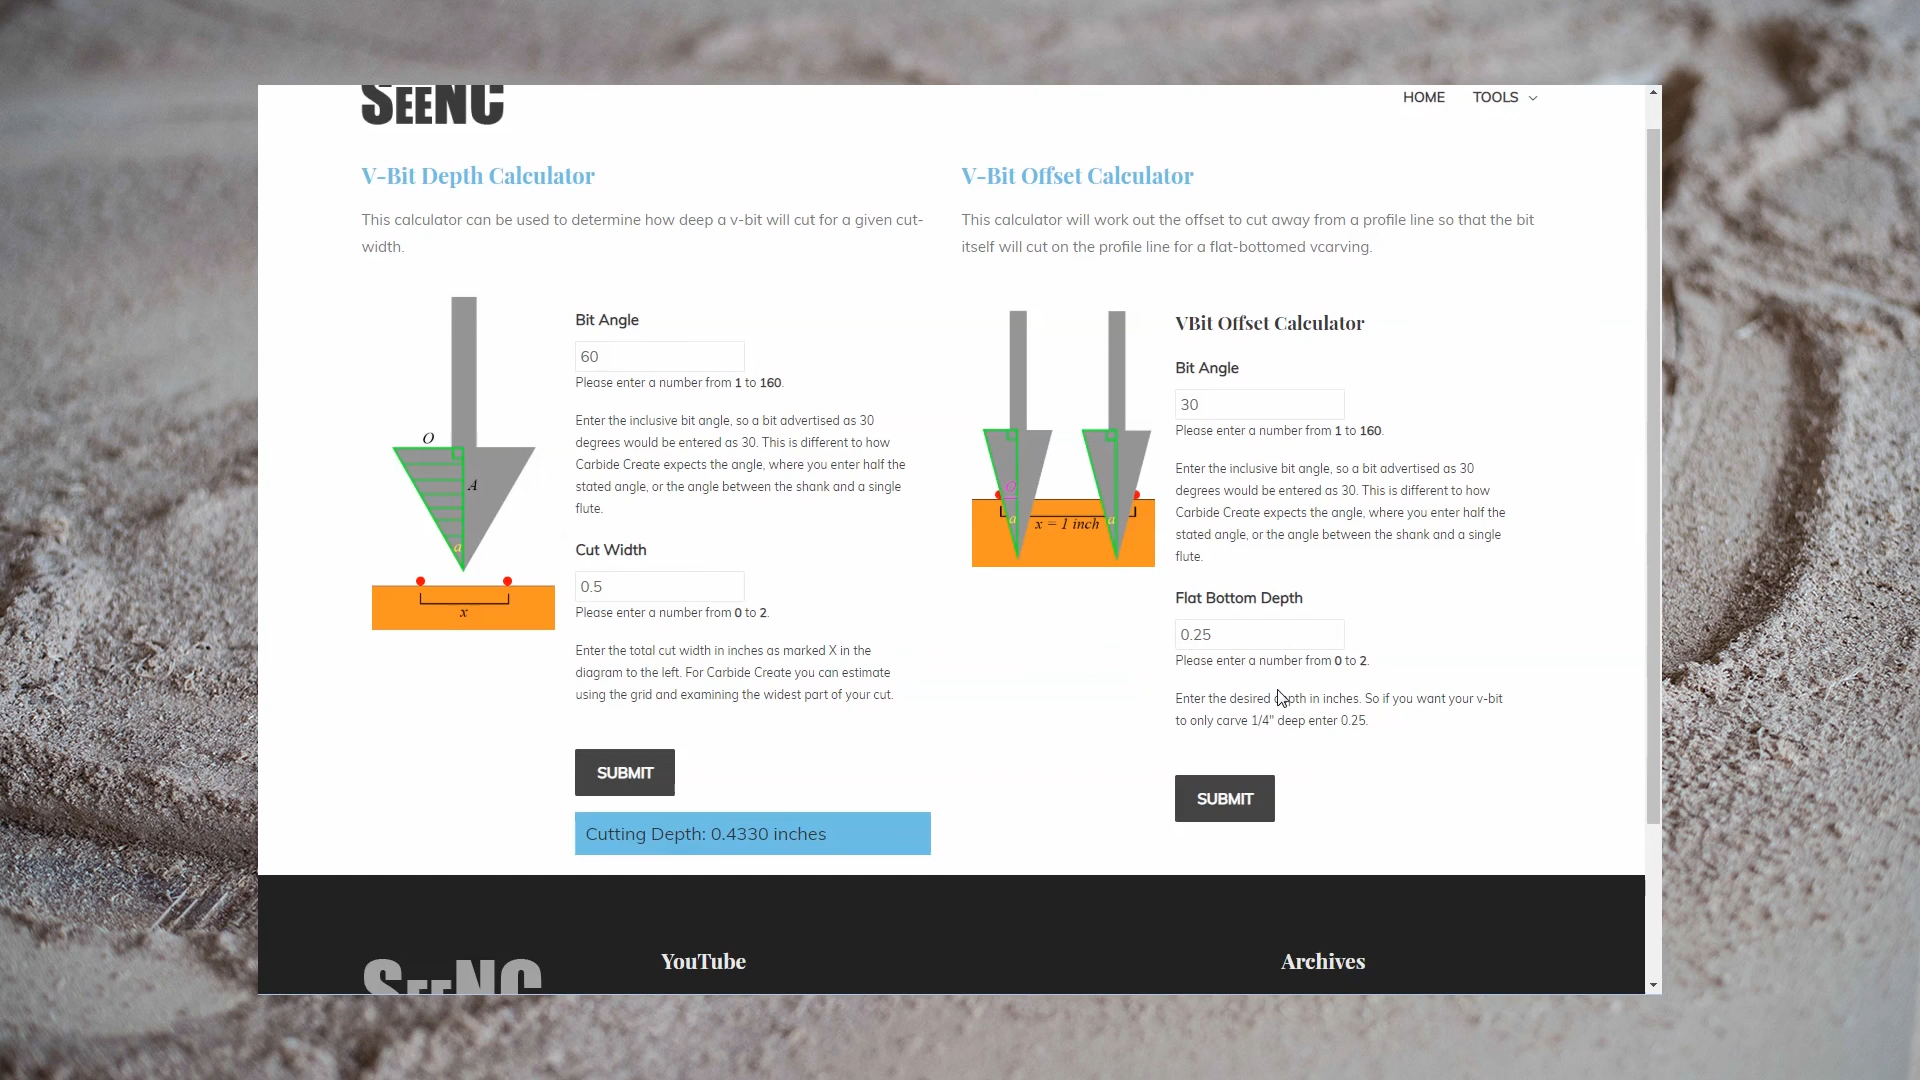 SEENC
HOME TOOLS
V-Bit Depth Calculator
This calculator can be used to determine how deep a v-bit will cut for a given cut-
width.
O
A
a
x
Bit Angle
60
Please enter a number from 1 to 160.
Enter the inclusive bit angle, so a bit advertised as 30
degrees would be entered as 30. This is different to how
Carbide Create expects the angle, where you enter half the
stated angle, or the angle between the shank and a single
flute.
Cut Width
0.5
Please enter a number from 0 to 2.
Enter the total cut width in inches as marked X in the
diagram to the left. For Carbide Create you can estimate
using the grid and examining the widest part of your cut.
SUBMIT
Cutting Depth: 0.4330 inches
V-Bit Offset Calculator
This calculator will work out the offset to cut away from a profile line so that the bit
itself will cut on the profile line for a flat-bottomed vcarving.
O
a
x = 1 inch
a
VBit Offset Calculator
Bit Angle
30
Please enter a number from 1 to 160.
Enter the inclusive bit angle, so a bit advertised as 30
degrees would be entered as 30. This is different to how
Carbide Create expects the angle, where you enter half the
stated angle, or the angle between the shank and a single
flute.
Flat Bottom Depth
0.25
Please enter a number from 0 to 2.
Enter the desired depth in inches. So if you want your v-bit
to only carve 1/4" deep enter 0.25.
SUBMIT
SEENC
YouTube
Archives